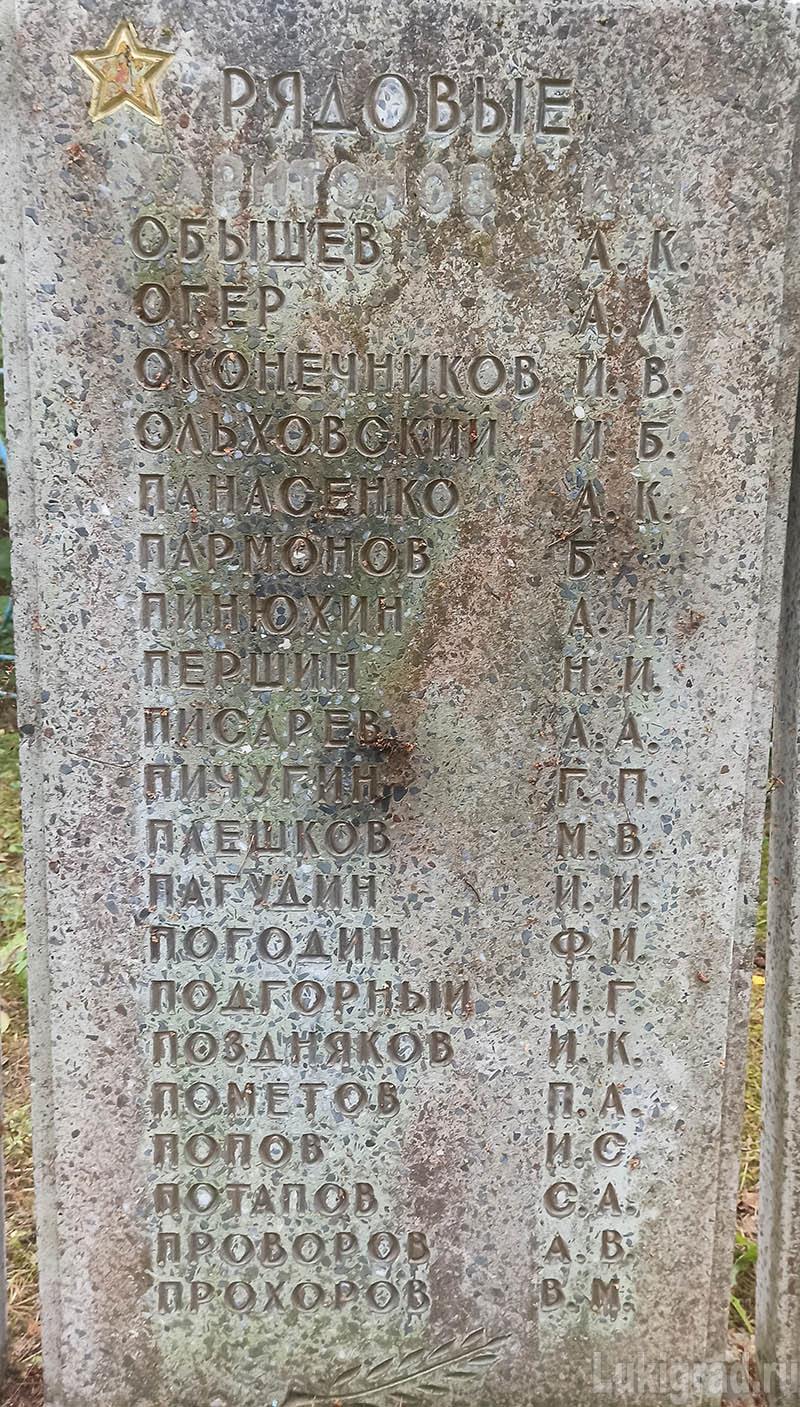 РЯДОВЫЕ
ОБЫШЕВ А. К.
ОГЕР А. Л.
ОКОНЕЧНИКОВ И. В.
ОЛЬХОВСКИЙ И. Б.
ПАНАСЕНКО А. К.
ПАРМОНОВ Б.
ПИНЮХИН А. И.
ПЕРШИН Н. И.
ПИСАРЕВ А. А.
ПИЧУГИН Г. П.
ПЛЕШКОВ М. В.
ПАГУДИН И. И.
ПОГОДИН Ф. И.
ПОДГОРНЫЙ И. Г.
ПОЗДНЯКОВ И. К.
ПОМЕТОВ П. А.
ПОПОВ И. С.
ПОТАПОВ С. А.
ПРОВОРОВ А. В.
ПРОХОРОВ В. М.
Lukigrad.ru